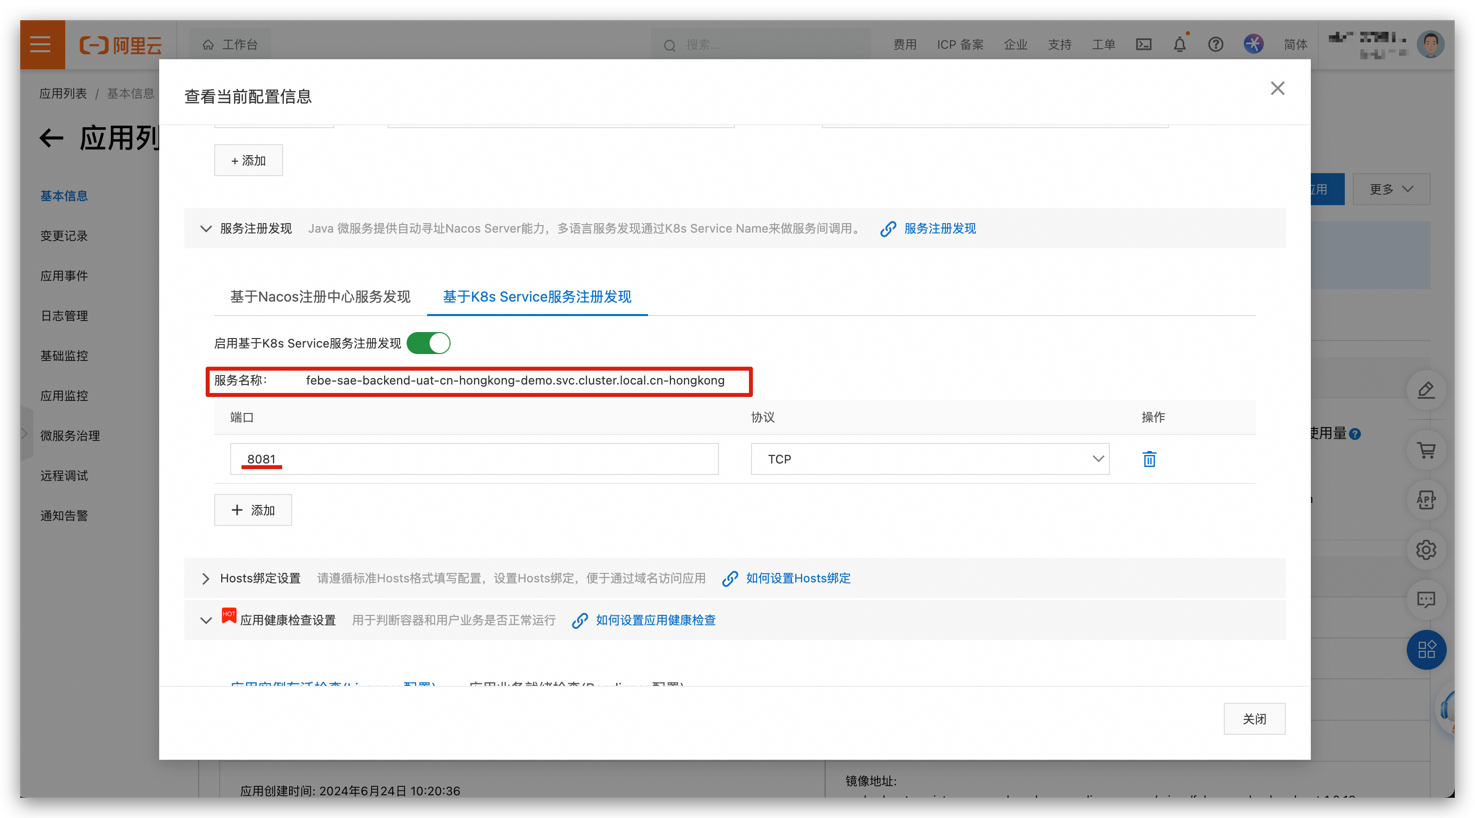 阿里云
工作台
搜索...
费用
ICP 备案
企业
支持
工单
简体
应用列表 / 基本信息
查看当前配置信息
应用列
+ 添加
基本信息
应用
更多
变更记录
服务注册发现 Java 微服务提供自动寻址Nacos Server能力，多语言服务发现通过K8s Service Name来做服务间调用。 服务注册发现
应用事件
基于Nacos注册中心服务发现 基于K8s Service服务注册发现
日志管理
启用基于K8s Service服务注册发现
基础监控
服务名称： febe-sae-backend-uat-cn-hongkong-demo.svc.cluster.local.cn-hongkong
应用监控
端口 协议 操作
微服务治理
使用量
8081 TCP
远程调试
+ 添加
APP
通知告警
Hosts绑定设置 请遵循标准Hosts格式填写配置，设置Hosts绑定，便于通过域名访问应用 如何设置Hosts绑定
HOT 应用健康检查设置 用于判断容器和用户业务是否正常运行 如何设置应用健康检查
关闭
应用创建时间: 2024年6月24日 10:20:36
镜像地址: